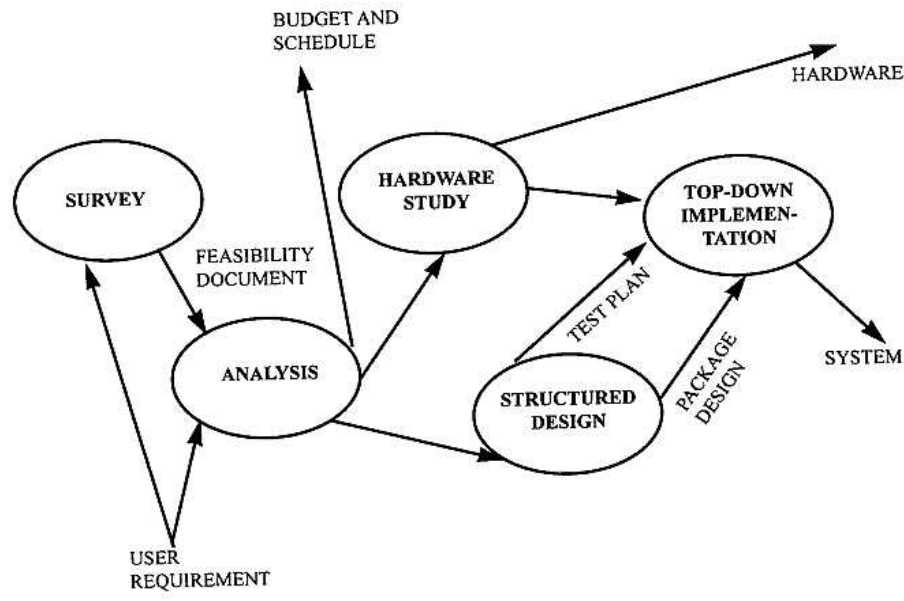 BUDGET AND
SCHEDULE
HARDWARE
SURVEY
HARDWARE
STUDY
TOP-DOWN
IMPLEMEN-
TATION
FEASIBILITY
DOCUMENT
TEST PLAN
SYSTEM
ANALYSIS
STRUCTURED
DESIGN
PACKAGE
DESIGN
USER
REQUIREMENT